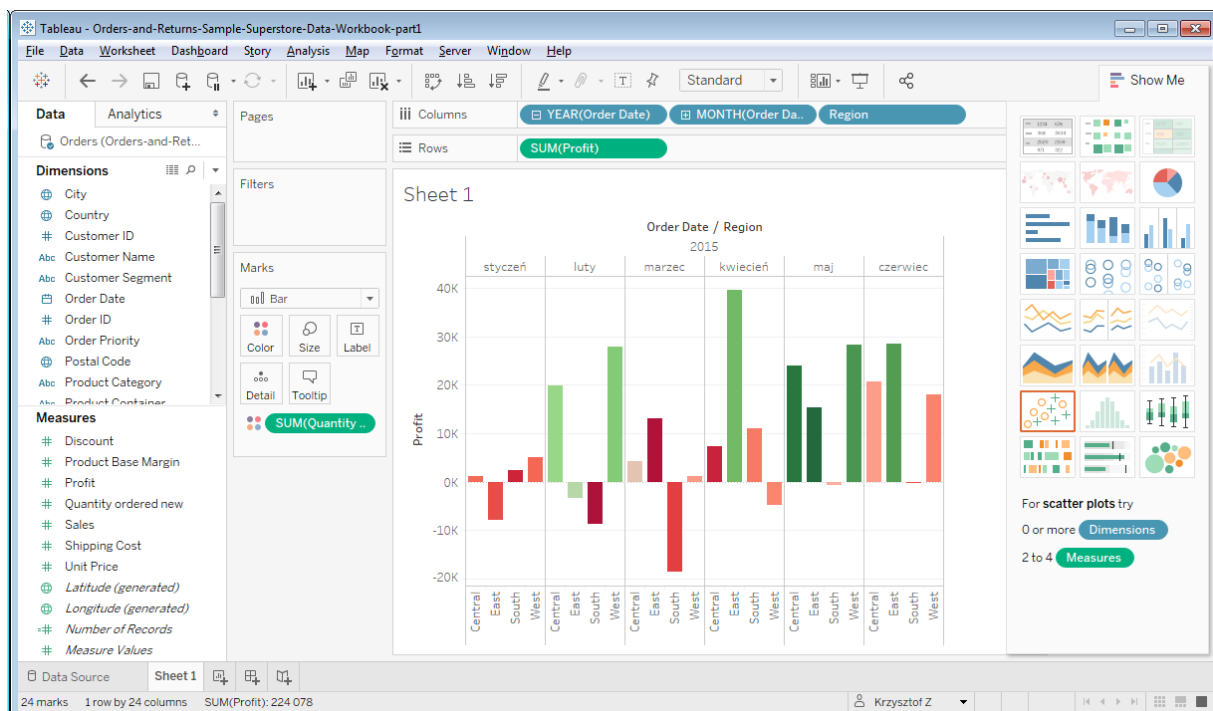 Tableau - Orders-and-Returns-Sample-Superstore-Data-Workbook-part1
File Data Worksheet Dashboard Story Analysis Map Format Server Window Help
Standard
Show Me
Data Analytics
Orders (Orders-and-Ret...
Dimensions
City
Country
Customer ID
Abc Customer Name
Abc Customer Segment
Order Date
Order ID
Abc Order Priority
Postal Code
Abc Product Category
Abc Product Container
Measures
Discount
Product Base Margin
Profit
Quantity ordered new
Sales
Shipping Cost
Unit Price
Latitude (generated)
Longitude (generated)
Number of Records
Measure Values
Pages
Filters
Marks
Bar
Color Size Label
Detail Tooltip
SUM(Quantity ..
Columns YEAR(Order Date) MONTH(Order Da.. Region
Rows SUM(Profit)
Sheet 1
Order Date / Region
2015
styczeń luty marzec kwiecień maj czerwiec
Profit
40K
30K
20K
10K
0K
-10K
-20K
Central East South West Central East South West Central East South West Central East South West Central East South West Central East South West
For scatter plots try
0 or more Dimensions
2 to 4 Measures
Data Source Sheet 1
24 marks 1 row by 24 columns SUM(Profit): 224 078
Krzysztof Z